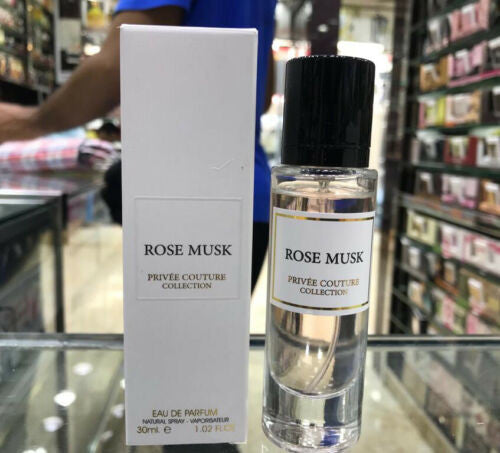 ROSE MUSK
PRIVÉE COUTURE
COLLECTION
EAU DE PARFUM
NATURAL SPRAY - VAPORISATEUR
30ml. e 1.02 FL.
ROSE MUSK
PRIVÉE COUTURE
COLLECTION